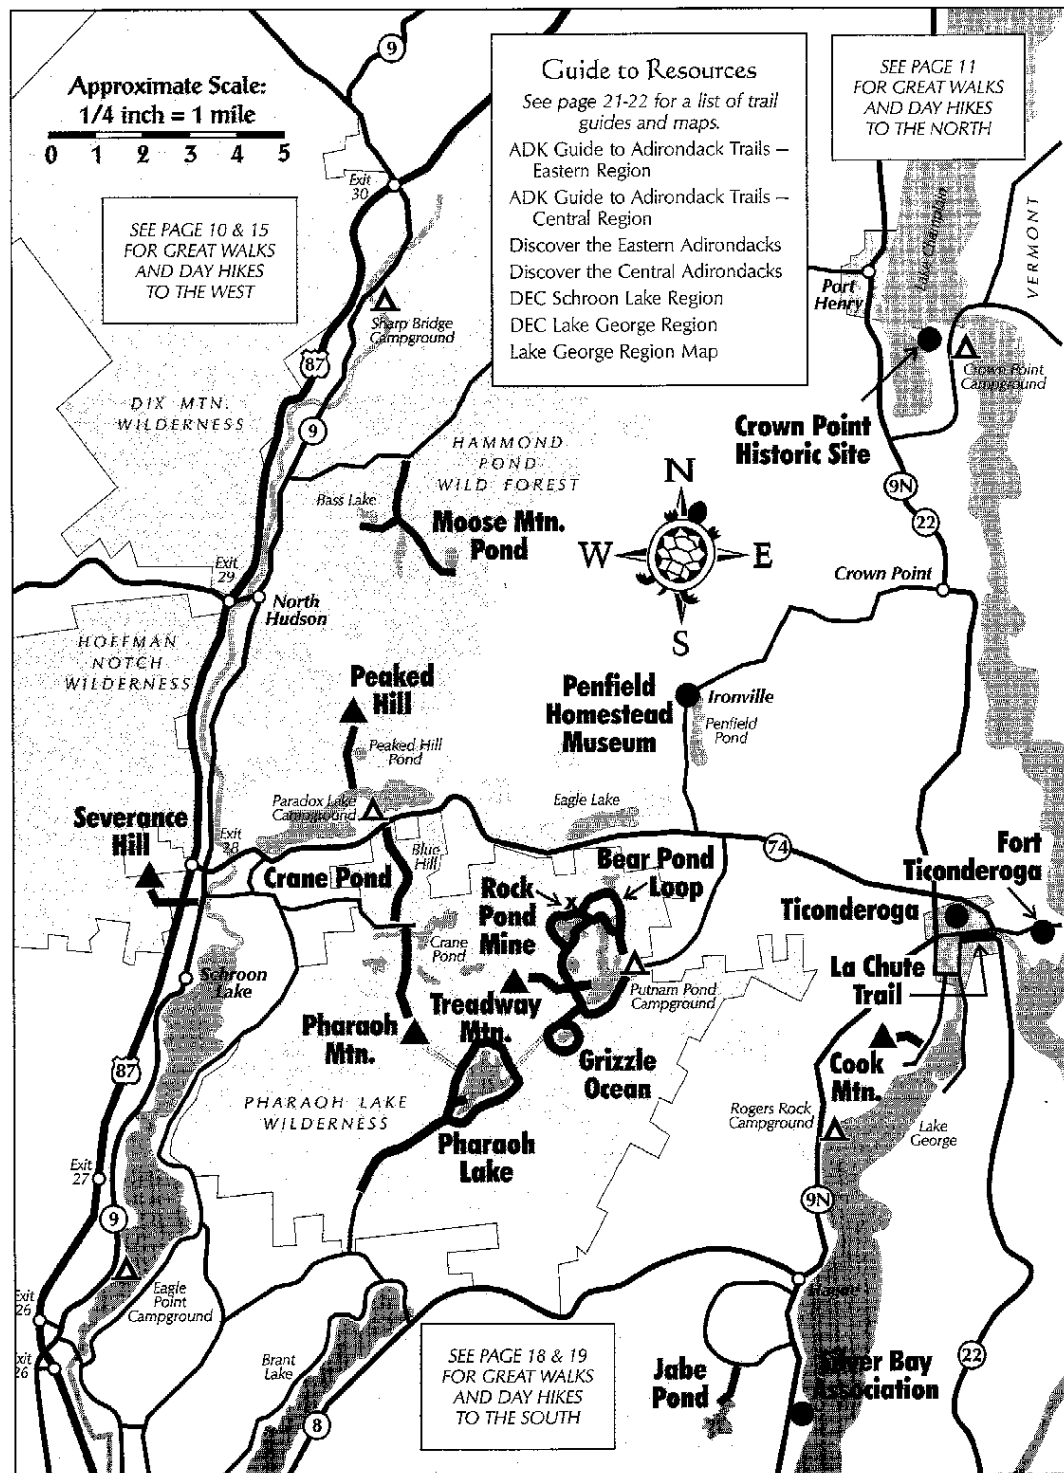 9
Approximate Scale:
1/4 inch = 1 mile
0 1 2 3 4 5
Guide to Resources
See page 21-22 for a list of trail
guides and maps.
ADK Guide to Adirondack Trails –
Eastern Region
ADK Guide to Adirondack Trails –
Central Region
Discover the Eastern Adirondacks
Discover the Central Adirondacks
DEC Schroon Lake Region
DEC Lake George Region
Lake George Region Map
SEE PAGE 11
FOR GREAT WALKS
AND DAY HIKES
TO THE NORTH
SEE PAGE 10 & 15
FOR GREAT WALKS
AND DAY HIKES
TO THE WEST
Exit
30
Lake Champlain
VERMONT
Port
Henry
Sharp Bridge
Campground
87
Crown Point
Campground
DIX MTN.
WILDERNESS
9
Crown Point
Historic Site
HAMMOND
POND
WILD FOREST
Bass Lake
Moose Mtn.
Pond
N
W
E
S
9N
22
Exit
29
Crown Point
North
Hudson
HOFFMAN
NOTCH
WILDERNESS
Peaked
Hill
Penfield
Homestead
Museum
Ironville
Penfield
Pond
Peaked Hill
Pond
Paradox Lake
Campground
Eagle Lake
Severance
Hill
Exit
28
Blue
Hill
74
Fort
Ticonderoga
Crane Pond
Bear Pond
Loop
Rock
Pond
Mine
x
Ticonderoga
Crane
Pond
La Chute
Trail
Schroon
Lake
Putnam Pond
Campground
Treadway
Mtn.
Pharaoh
Mtn.
Grizzle
Ocean
Cook
Mtn.
87
PHARAOH LAKE
WILDERNESS
Rogers Rock
Campground
Lake
George
Pharaoh
Lake
Exit
27
9N
9
Eagle
Point
Campground
Exit
26
Hague
Brant
Lake
SEE PAGE 18 & 19
FOR GREAT WALKS
AND DAY HIKES
TO THE SOUTH
Jabe
Pond
Silver Bay
Association
22
8